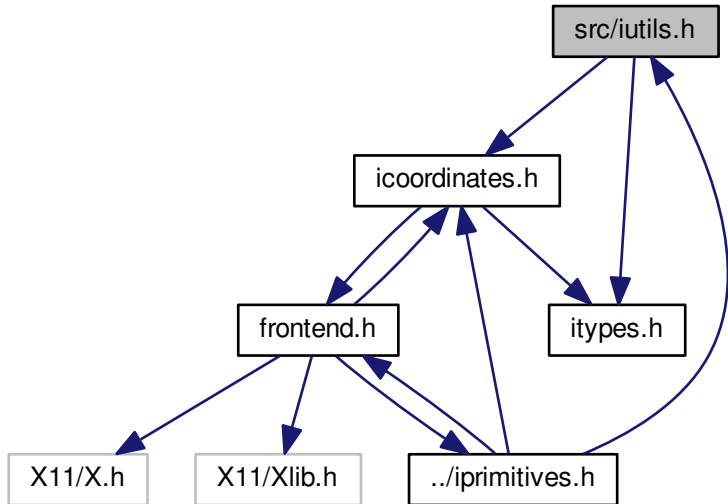 src/iutils.h
icoordinates.h
frontend.h
itypes.h
X11/X.h
X11/Xlib.h
../iprimitives.h